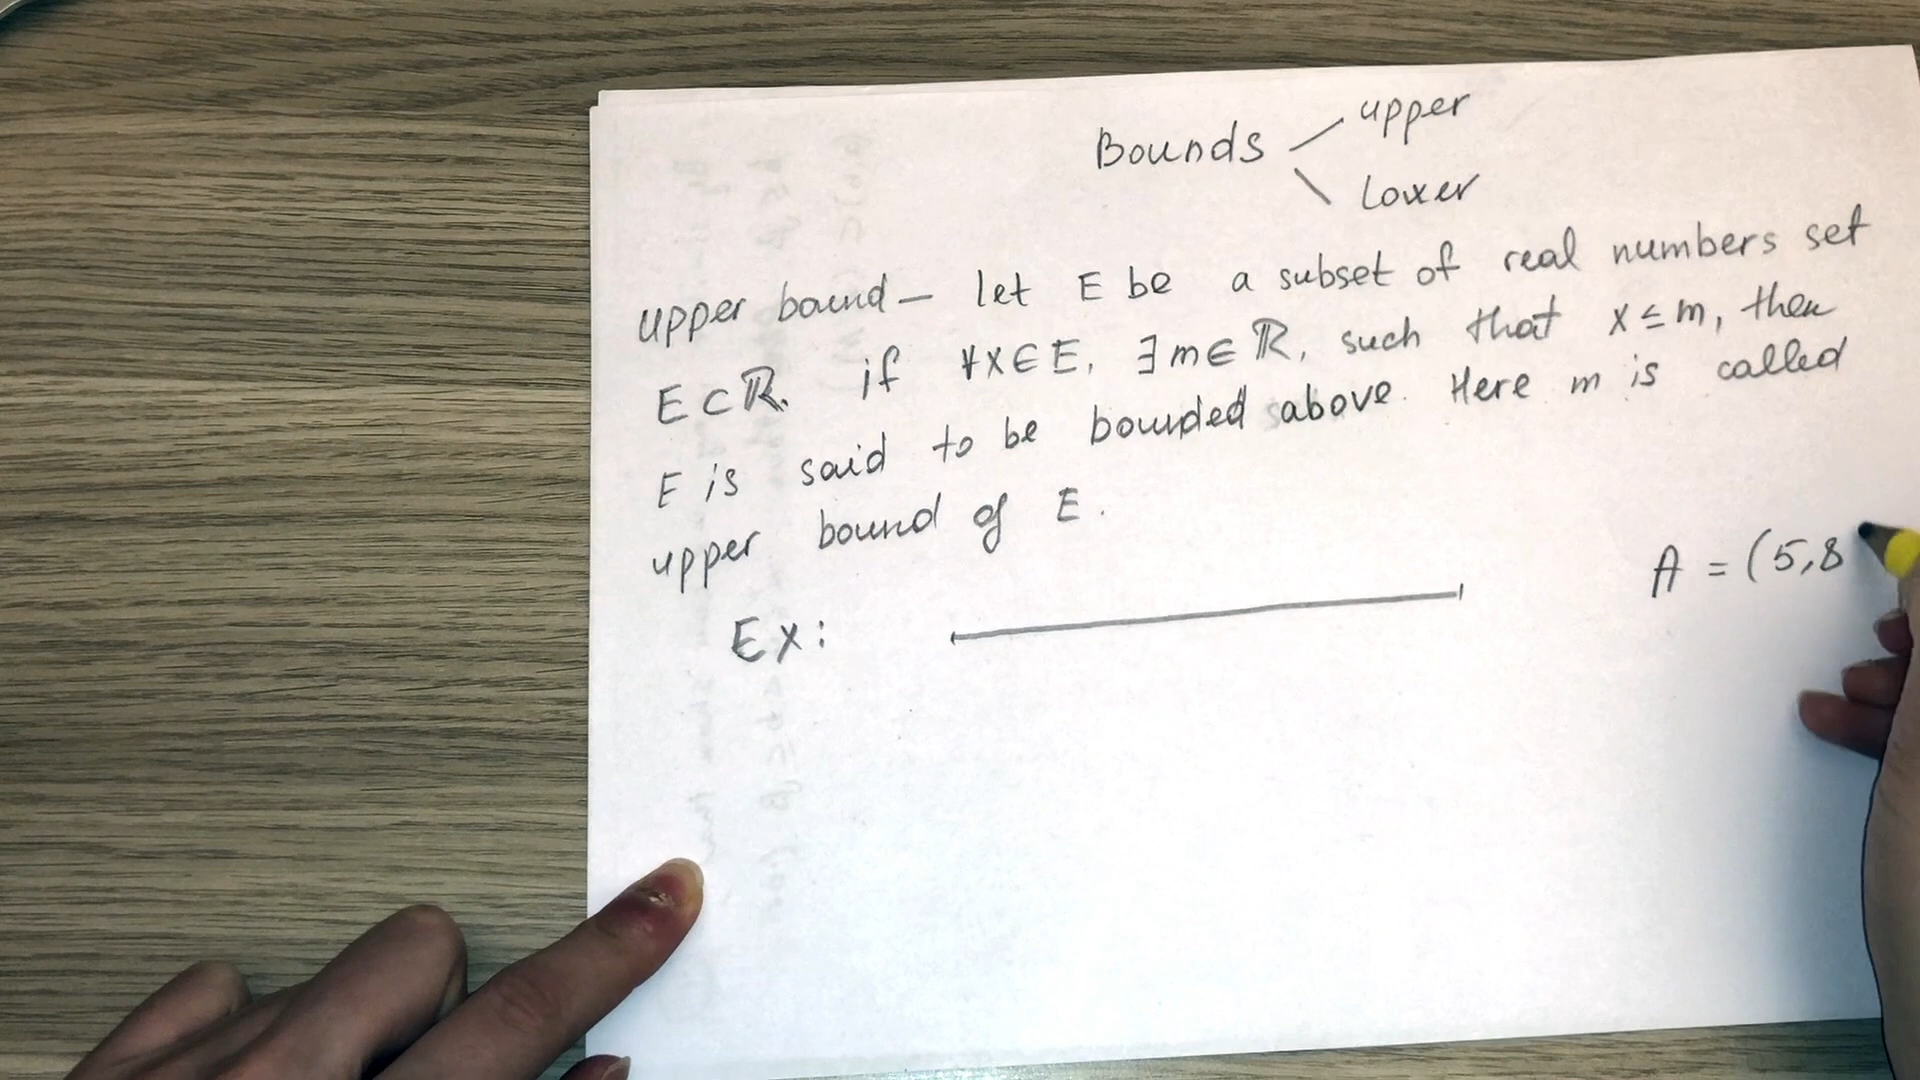 Bounds
upper
Lower
upper bound – let E be a subset of real numbers set
E ⊂ ℝ. if ∀x∈E, ∃m∈ℝ, such that x≤m, then
E is said to be bounded above. Here m is called
upper bound of E.
A = (5,8
Ex: